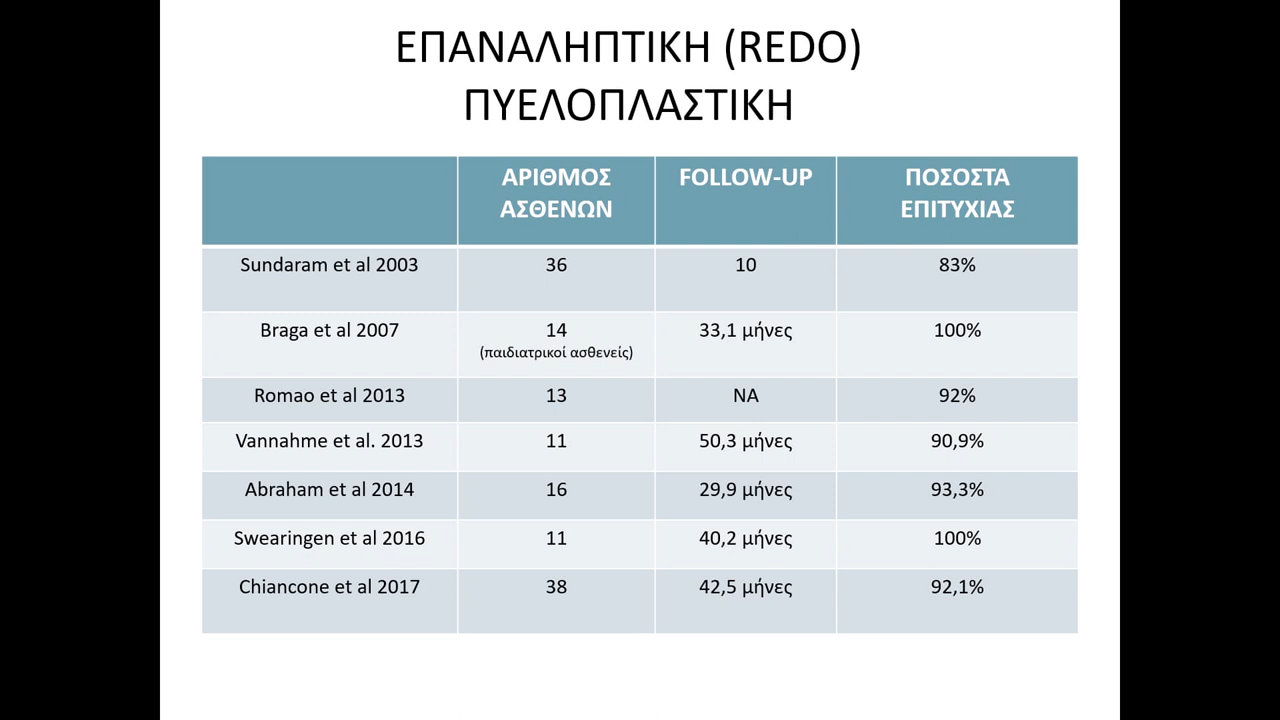 ΕΠΑΝΑΛΗΠΤΙΚΗ (REDO)
ΠΥΕΛΟΠΛΑΣΤΙΚΗ
ΑΡΙΘΜΟΣ ΑΣΘΕΝΩΝ FOLLOW-UP ΠΟΣΟΣΤΑ ΕΠΙΤΥΧΙΑΣ
Sundaram et al 2003 36 10 83%
Braga et al 2007 14 (παιδιατρικοί ασθενείς) 33,1 μήνες 100%
Romao et al 2013 13 NA 92%
Vannahme et al. 2013 11 50,3 μήνες 90,9%
Abraham et al 2014 16 29,9 μήνες 93,3%
Swearingen et al 2016 11 40,2 μήνες 100%
Chiancone et al 2017 38 42,5 μήνες 92,1%